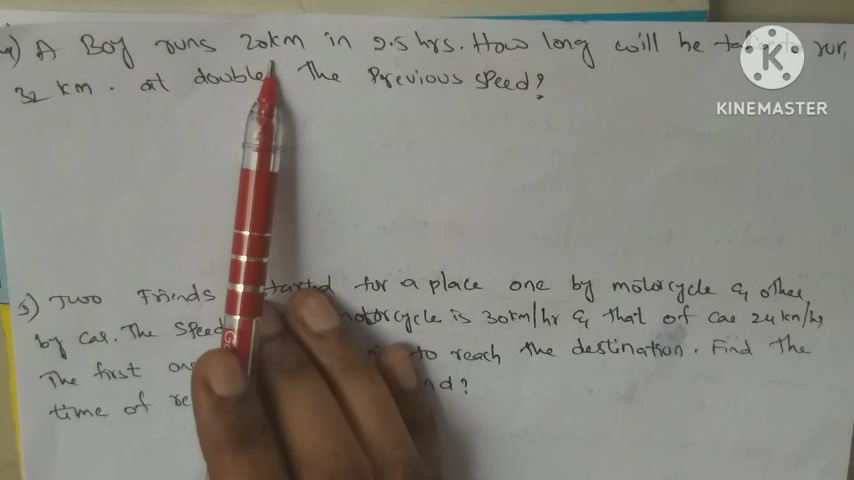 4) A Boy runs 20km in 2.5 hrs. How long will he take to run
32 km. at double the Previous speed?
KINEMASTER
5) Two Friends started for a place one by motorcycle & other
by car. The speed motorcycle is 30km/hr & that of car 24 km/hr
The first one to reach the destination. Find the
time of re nd?